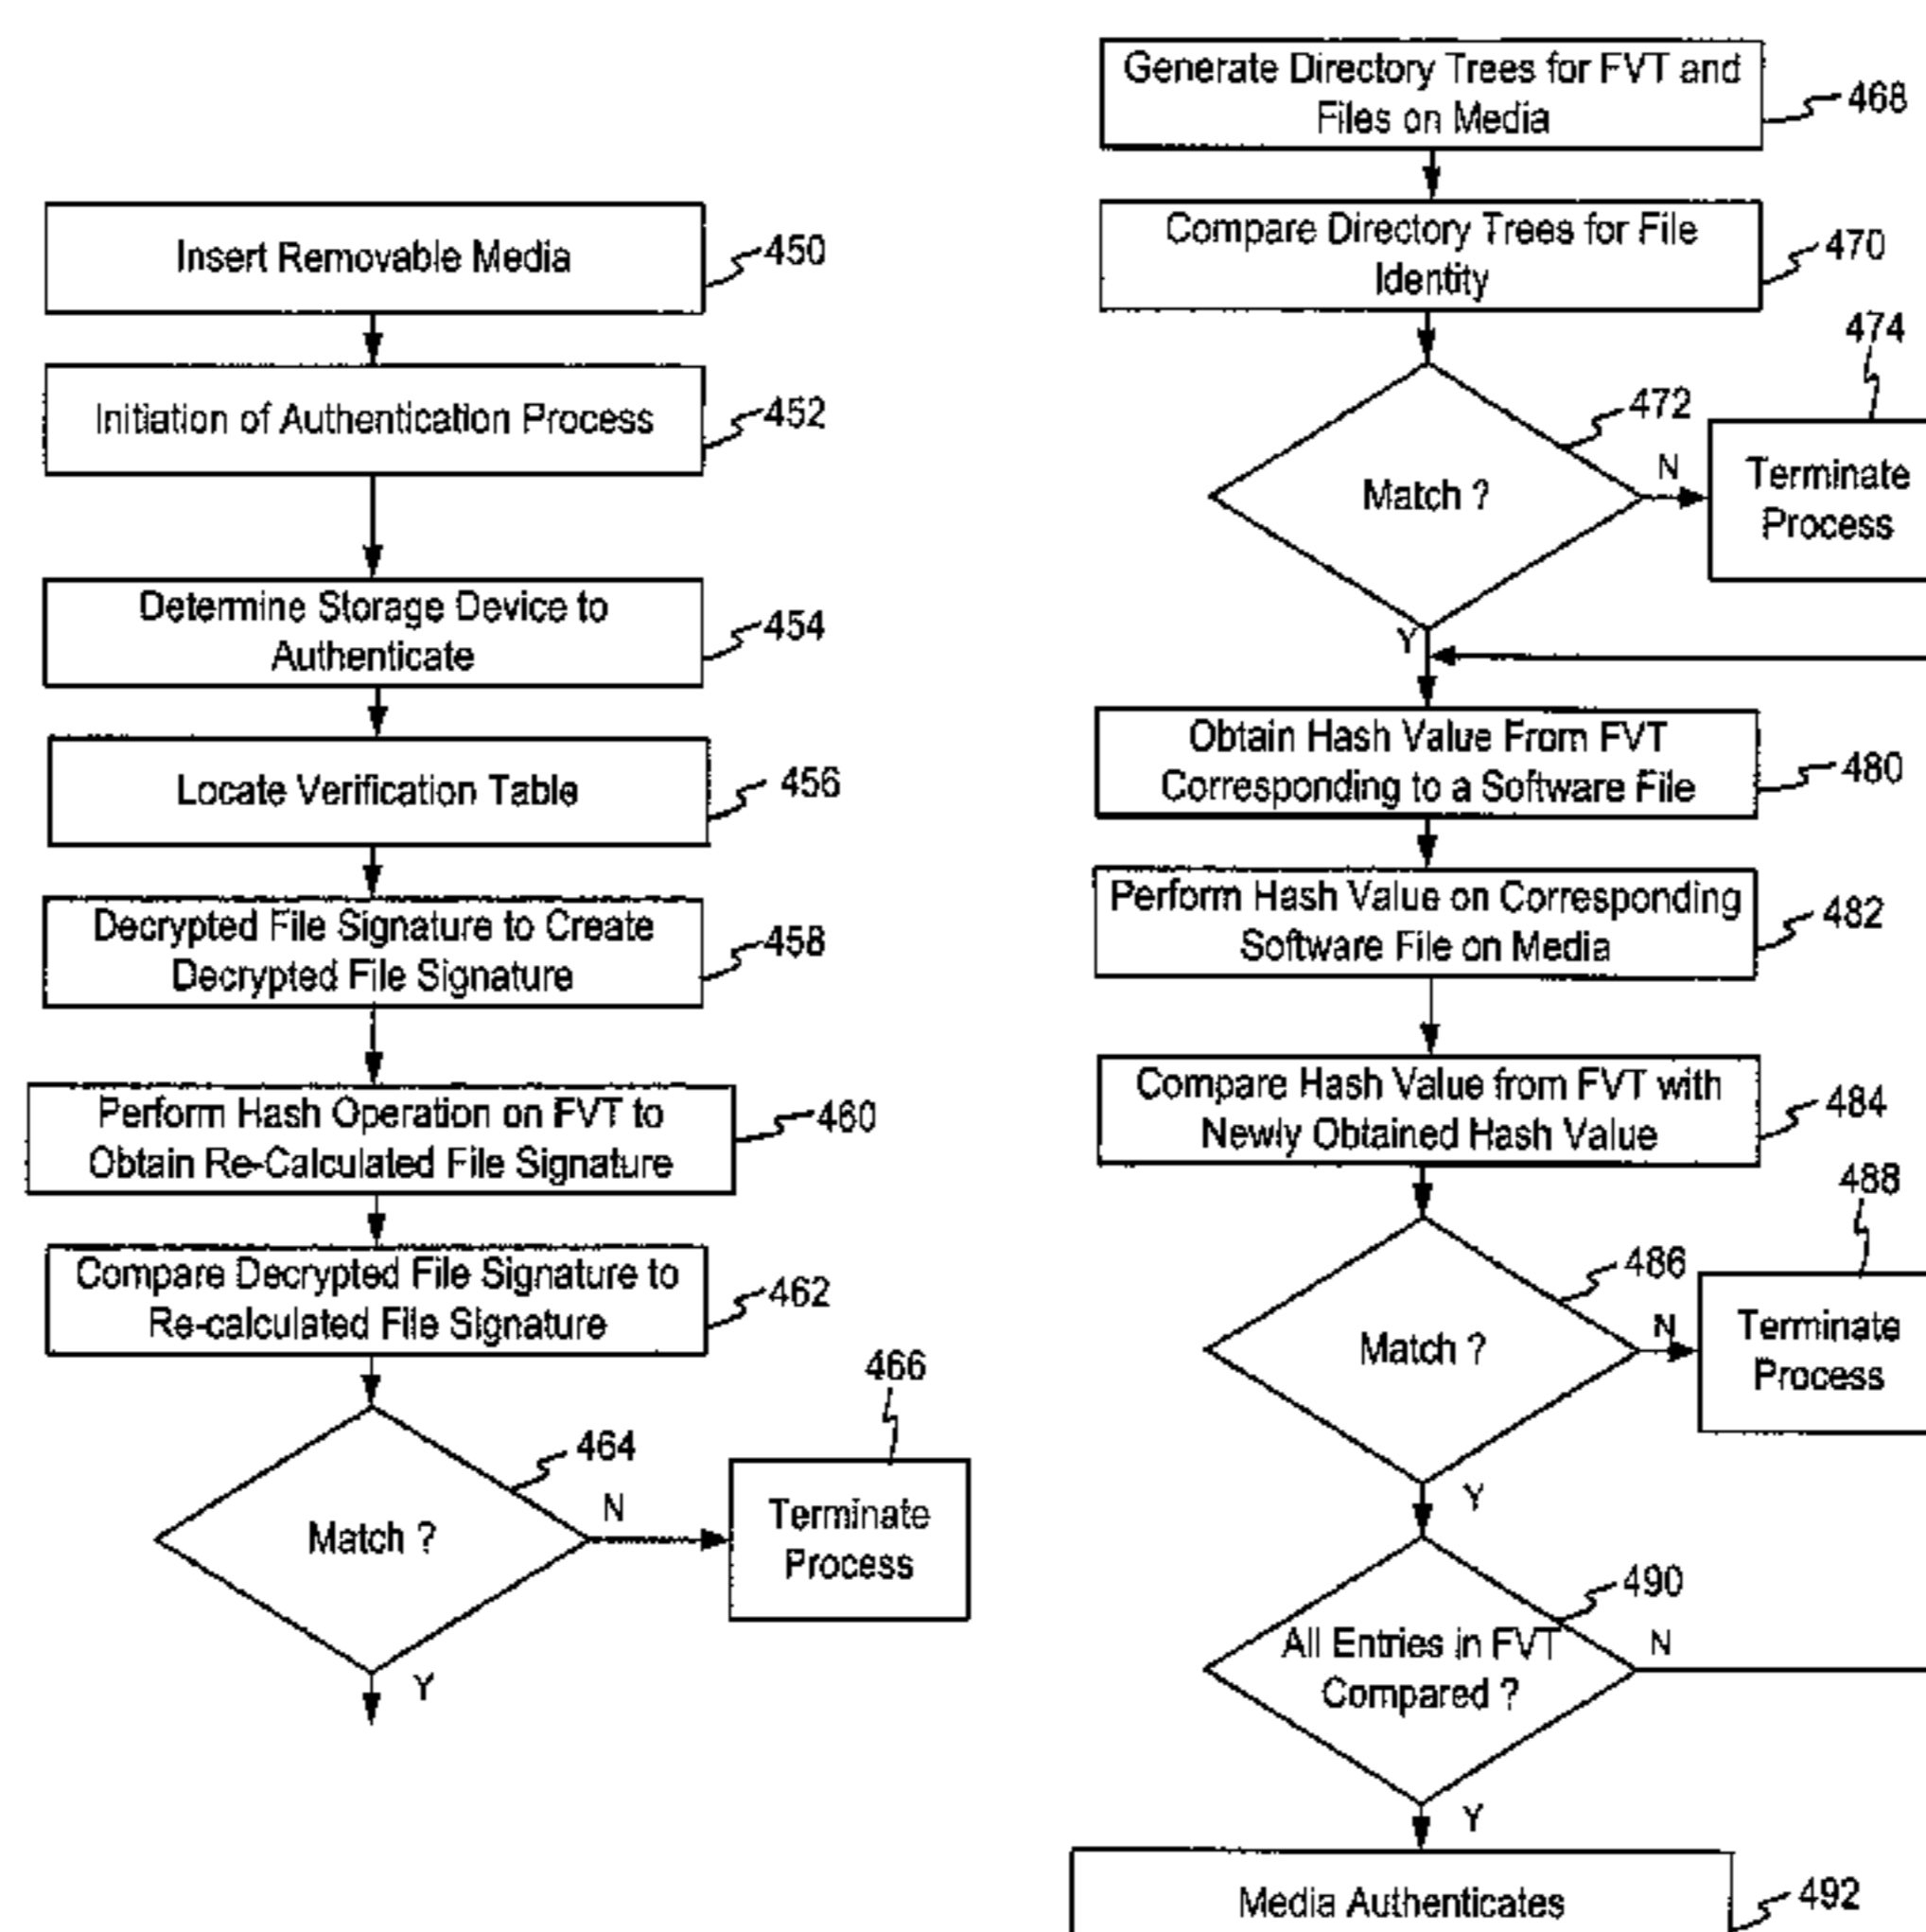 Insert Removable Media
450
Initiation of Authentication Process
452
Determine Storage Device to
Authenticate
454
Locate Verification Table
456
Decrypted File Signature to Create
Decrypted File Signature
458
Perform Hash Operation on FVT to
Obtain Re-Calculated File Signature
460
Compare Decrypted File Signature to
Re-calculated File Signature
462
Match ?
464
N
466
Terminate
Process
Y
Generate Directory Trees for FVT and
Files on Media
468
Compare Directory Trees for File
Identity
470
Match ?
472
N
474
Terminate
Process
Y
Obtain Hash Value From FVT
Corresponding to a Software File
480
Perform Hash Value on Corresponding
Software File on Media
482
Compare Hash Value from FVT with
Newly Obtained Hash Value
484
Match ?
486
N
488
Terminate
Process
Y
All Entries in FVT
Compared ?
490
N
Y
Media Authenticates
492